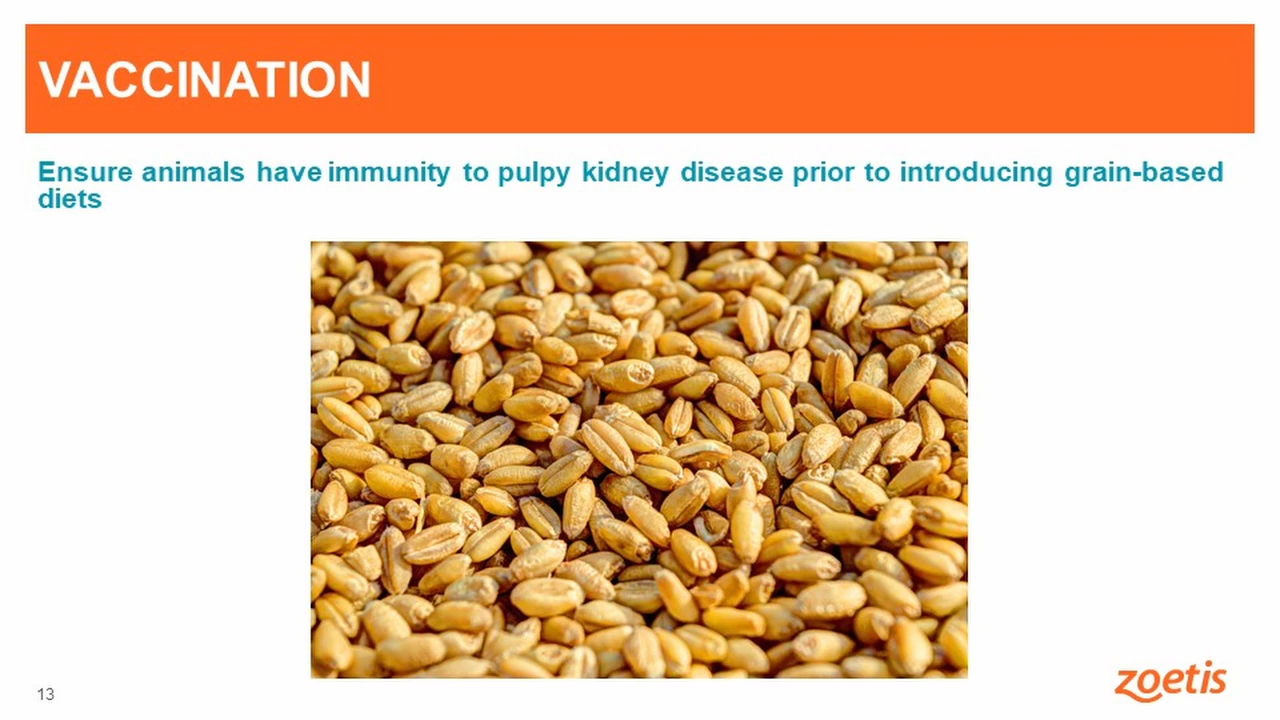 VACCINATION
Ensure animals have immunity to pulpy kidney disease prior to introducing grain-based
diets
13
zoetis